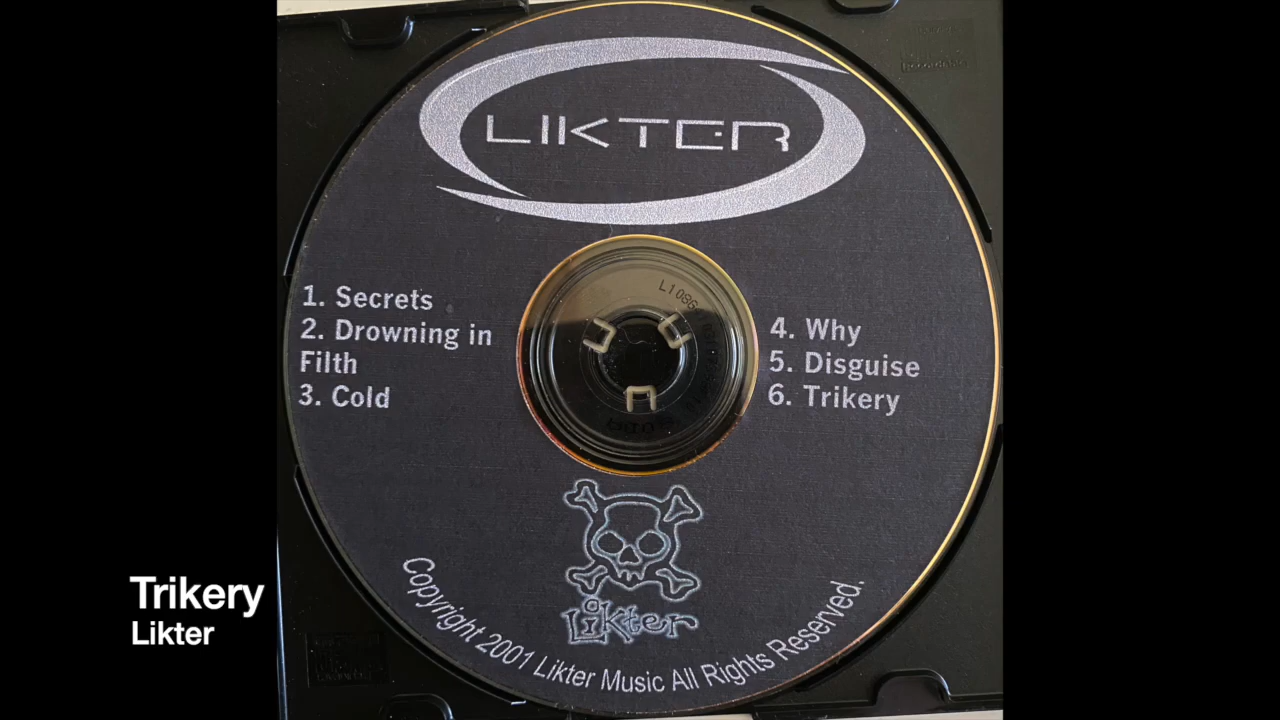 LIKTER
1. Secrets
2. Drowning in
Filth
3. Cold
4. Why
5. Disguise
6. Trikery
Likter
Copyright 2001 Likter Music All Rights Reserved.
Trikery
Likter